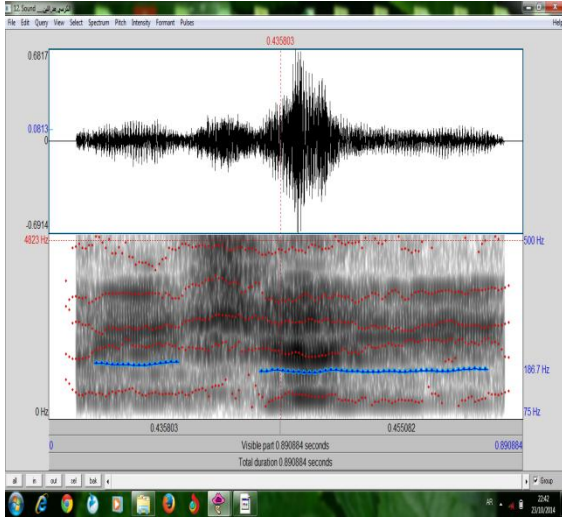 12. Sound
File Edit Query View Select Spectrum Pitch Intensity Formant Pulses Help
0.435803
0.6817
0.0813
0
-0.6914
4823 Hz 500 Hz
186.7 Hz
0 Hz 75 Hz
0.435803 0.455082
0 Visible part 0.890884 seconds 0.890884
Total duration 0.890884 seconds
all in out sel bak Group
AR 22:42
23/10/2014